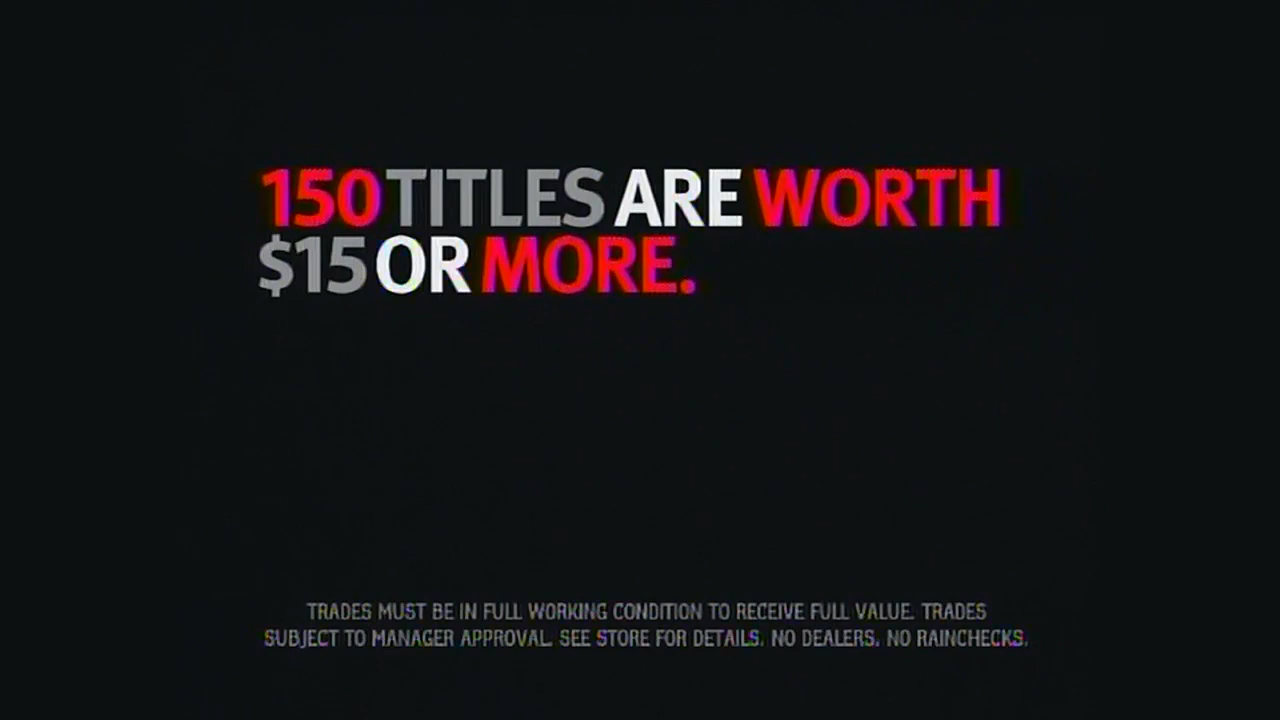 150 TITLES ARE WORTH
$15 OR MORE.
TRADES MUST BE IN FULL WORKING CONDITION TO RECEIVE FULL VALUE. TRADES
SUBJECT TO MANAGER APPROVAL. SEE STORE FOR DETAILS. NO DEALERS. NO RAINCHECKS.